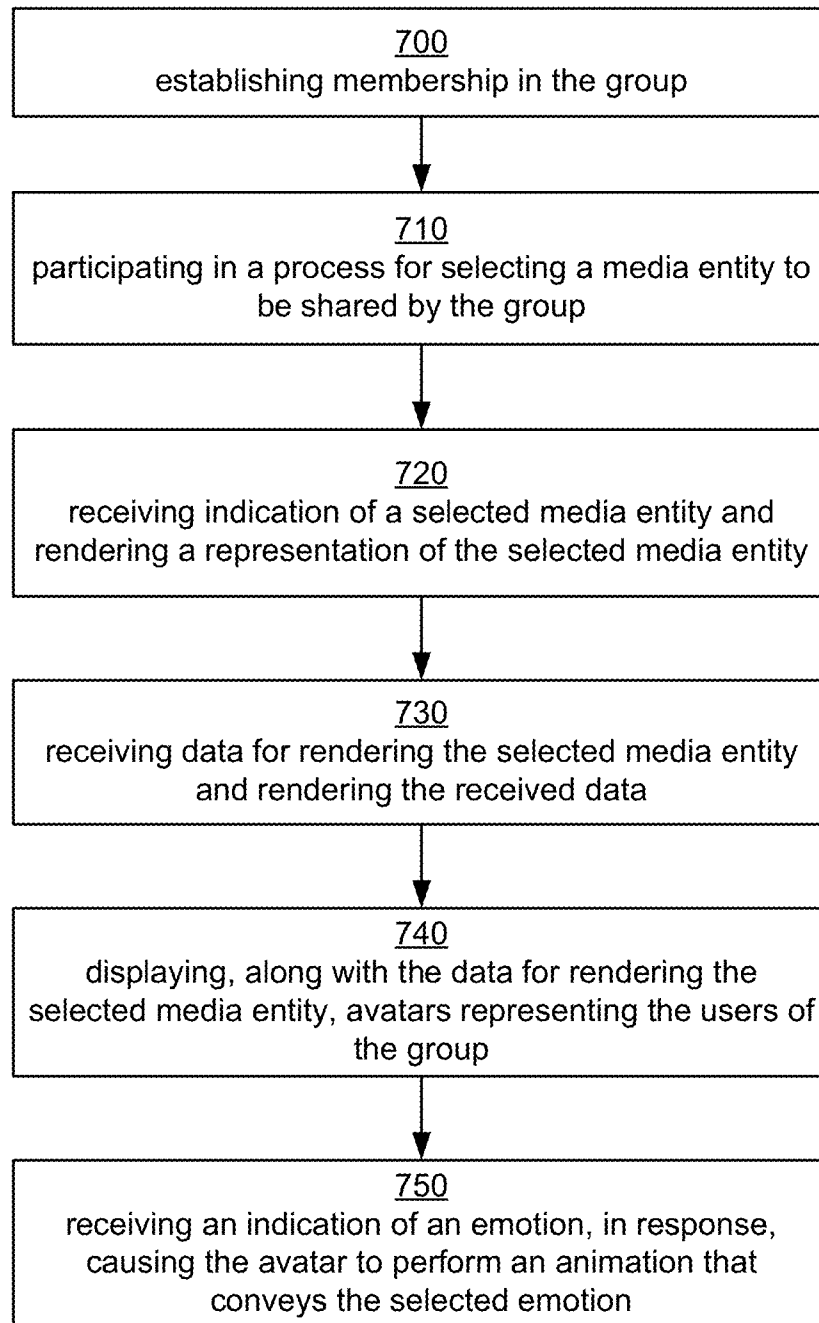 700
establishing membership in the group
710
participating in a process for selecting a media entity to
be shared by the group
720
receiving indication of a selected media entity and
rendering a representation of the selected media entity
730
receiving data for rendering the selected media entity
and rendering the received data
740
displaying, along with the data for rendering the
selected media entity, avatars representing the users of
the group
750
receiving an indication of an emotion, in response,
causing the avatar to perform an animation that
conveys the selected emotion